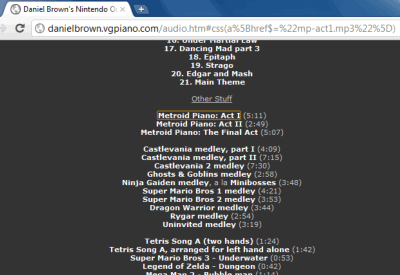 Daniel Brown's Nintendo Co
danielbrown.vgpiano.com/audio.htm#css(a%5Bhref$=%22mp-act1.mp3%22%5D)
16. Under Martial Law
17. Dancing Mad part 3
18. Epitaph
19. Strago
20. Edgar and Mash
21. Main Theme
Other Stuff
Metroid Piano: Act I (5:11)
Metroid Piano: Act II (2:49)
Metroid Piano: The Final Act (5:07)
Castlevania medley, part I (4:09)
Castlevania medley, part II (7:15)
Castlevania 2 medley (7:30)
Ghosts & Goblins medley (2:58)
Ninja Gaiden medley, a la Minibosses (3:48)
Super Mario Bros 1 medley (4:21)
Super Mario Bros 2 medley (3:53)
Dragon Warrior medley (3:44)
Rygar medley (2:54)
Uninvited medley (3:19)
Tetris Song A (two hands) (1:24)
Tetris Song A, arranged for left hand alone (1:42)
Super Mario Bros 3 - Underwater (0:53)
Legend of Zelda - Dungeon (0:42)
Mega Man 2 - Bubble man (1:14)